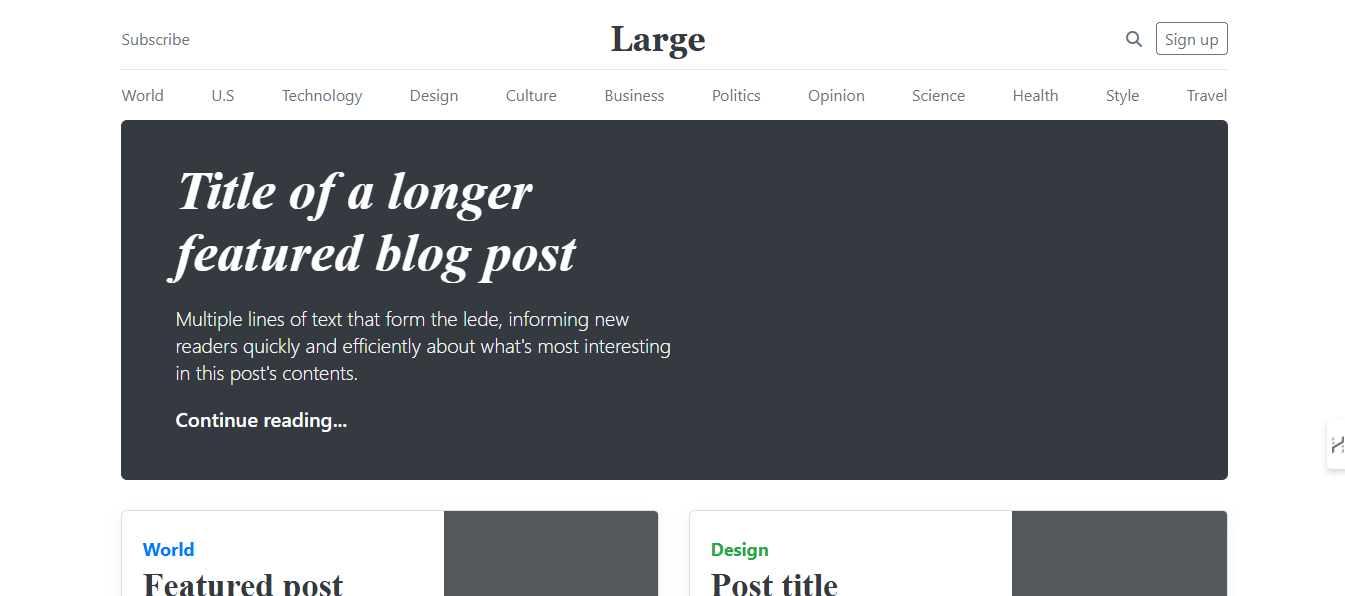 Subscribe
Large
Sign up
World U.S Technology Design Culture Business Politics Opinion Science Health Style Travel
Title of a longer
featured blog post
Multiple lines of text that form the lede, informing new
readers quickly and efficiently about what's most interesting
in this post's contents.
Continue reading...
World
Featured post
Design
Post title